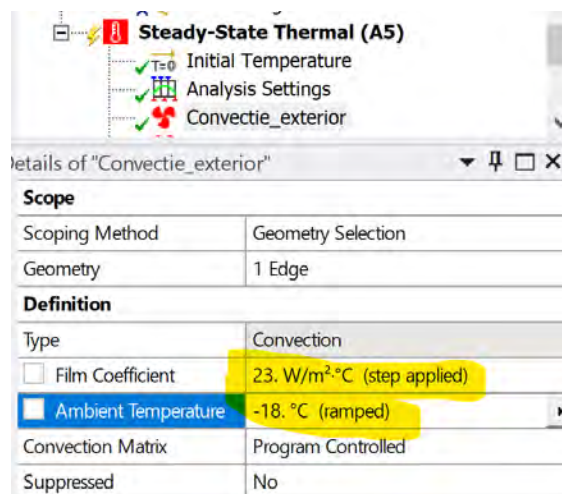 Steady-State Thermal (A5)
T=0 Initial Temperature
Analysis Settings
Convectie_exterior
Details of "Convectie_exterior"
Scope
Scoping Method Geometry Selection
Geometry 1 Edge
Definition
Type Convection
Film Coefficient 23. W/m²·°C (step applied)
Ambient Temperature -18. °C (ramped)
Convection Matrix Program Controlled
Suppressed No